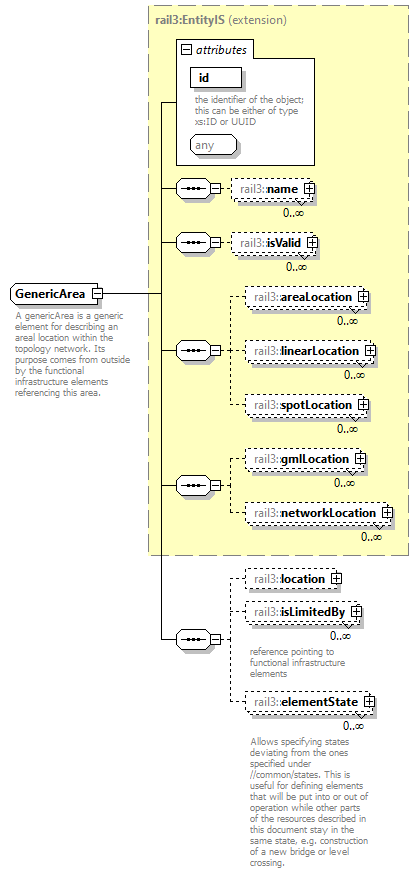 rail3:EntityIS (extension)
attributes
id
the identifier of the object;
this can be either of type
xs:ID or UUID
any
rail3:name
0..∞
rail3:isValid
0..∞
GenericArea
A genericArea is a generic
element for describing an
areal location within the
topology network. Its
purpose comes from outside
by the functional
infrastructure elements
referencing this area.
rail3:areaLocation
0..∞
rail3:linearLocation
0..∞
rail3:spotLocation
0..∞
rail3:gmlLocation
0..∞
rail3:networkLocation
0..∞
rail3:location
rail3:isLimitedBy
0..∞
reference pointing to
functional infrastructure
elements
rail3:elementState
0..∞
Allows specifying states
deviating from the ones
specified under
//common/states. This is
useful for defining elements
that will be put into or out of
operation while other parts
of the resources described in
this document stay in the
same state, e.g. construction
of a new bridge or level
crossing.